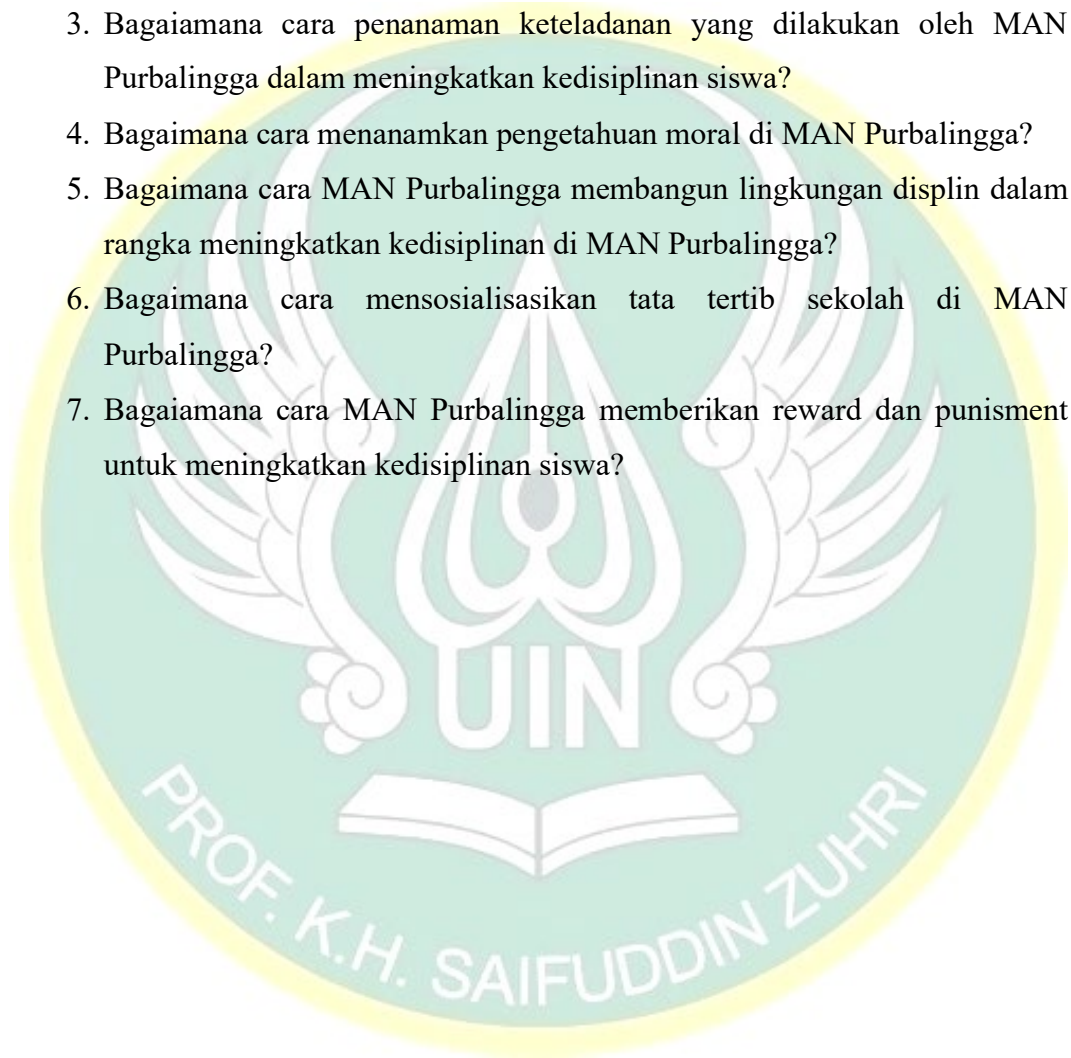 3. Bagaiamana cara penanaman keteladanan yang dilakukan oleh MAN
Purbalingga dalam meningkatkan kedisiplinan siswa?
4. Bagaimana cara menanamkan pengetahuan moral di MAN Purbalingga?
5. Bagaimana cara MAN Purbalingga membangun lingkungan displin dalam
rangka meningkatkan kedisiplinan di MAN Purbalingga?
6. Bagaimana cara mensosialisasikan tata tertib sekolah di MAN
Purbalingga?
7. Bagaiamana cara MAN Purbalingga memberikan reward dan punisment
untuk meningkatkan kedisiplinan siswa?
UIN
PROF. K.H. SAIFUDDIN ZUHRI